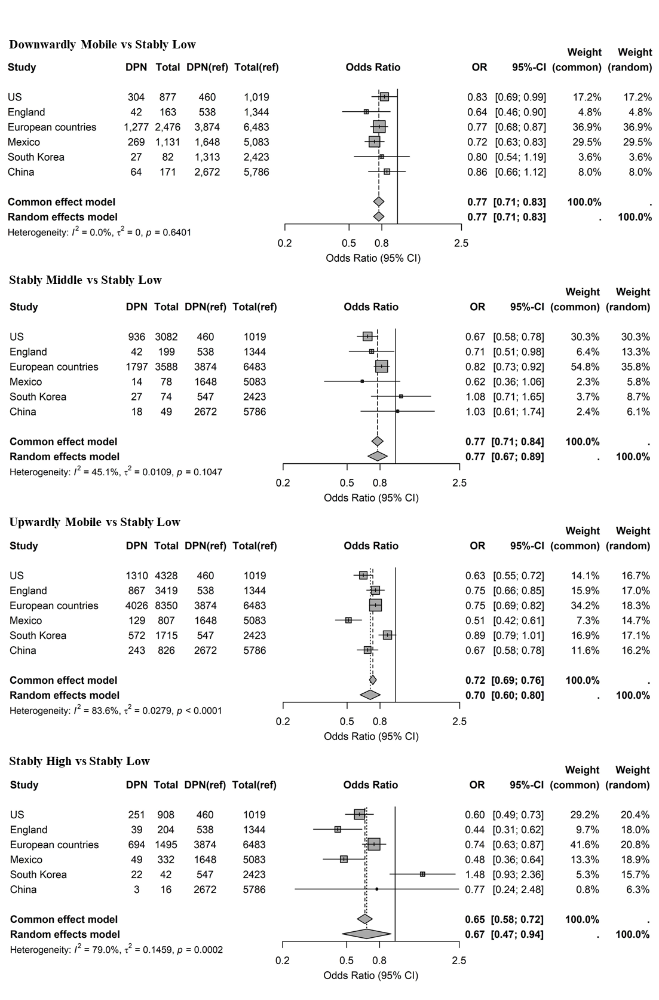 Downwardly Mobile vs Stably Low
Weight Weight
Study DPN Total DPN(ref) Total(ref) Odds Ratio OR 95%-CI (common) (random)
US 304 877 460 1,019 0.83 [0.69; 0.99] 17.2% 17.2%
England 42 163 538 1,344 0.64 [0.46; 0.90] 4.8% 4.8%
European countries 1,277 2,476 3,874 6,483 0.77 [0.68; 0.87] 36.9% 36.9%
Mexico 269 1,131 1,648 5,083 0.72 [0.63; 0.83] 29.5% 29.5%
South Korea 27 82 1,313 2,423 0.80 [0.54; 1.19] 3.6% 3.6%
China 64 171 2,672 5,786 0.86 [0.66; 1.12] 8.0% 8.0%
Common effect model 0.77 [0.71; 0.83] 100.0% .
Random effects model 0.77 [0.71; 0.83] . 100.0%
Heterogeneity: I² = 0.0%, τ² = 0, p = 0.6401
0.2 0.5 0.8 2.5
Odds Ratio (95% CI)
Stably Middle vs Stably Low
Weight Weight
Study DPN Total DPN(ref) Total(ref) Odds Ratio OR 95%-CI (common) (random)
US 936 3082 460 1019 0.67 [0.58; 0.78] 30.3% 30.3%
England 42 199 538 1344 0.71 [0.51; 0.98] 6.4% 13.3%
European countries 1797 3588 3874 6483 0.82 [0.73; 0.92] 54.8% 35.8%
Mexico 14 78 1648 5083 0.62 [0.36; 1.06] 2.3% 5.8%
South Korea 27 74 547 2423 1.08 [0.71; 1.65] 3.7% 8.7%
China 18 49 2672 5786 1.03 [0.61; 1.74] 2.4% 6.1%
Common effect model 0.77 [0.71; 0.84] 100.0% .
Random effects model 0.77 [0.67; 0.89] . 100.0%
Heterogeneity: I² = 45.1%, τ² = 0.0109, p = 0.1047
0.2 0.5 0.8 2.5
Odds Ratio (95% CI)
Upwardly Mobile vs Stably Low
Weight Weight
Study DPN Total DPN(ref) Total(ref) Odds Ratio OR 95%-CI (common) (random)
US 1310 4328 460 1019 0.63 [0.55; 0.72] 14.1% 16.7%
England 867 3419 538 1344 0.75 [0.66; 0.85] 15.9% 17.0%
European countries 4026 8350 3874 6483 0.75 [0.69; 0.82] 34.2% 18.3%
Mexico 129 807 1648 5083 0.51 [0.42; 0.61] 7.3% 14.7%
South Korea 572 1715 547 2423 0.89 [0.79; 1.01] 16.9% 17.1%
China 243 826 2672 5786 0.67 [0.58; 0.78] 11.6% 16.2%
Common effect model 0.72 [0.69; 0.76] 100.0% .
Random effects model 0.70 [0.60; 0.80] . 100.0%
Heterogeneity: I² = 83.6%, τ² = 0.0279, p < 0.0001
0.2 0.5 0.8 2.5
Odds Ratio (95% CI)
Stably High vs Stably Low
Weight Weight
Study DPN Total DPN(ref) Total(ref) Odds Ratio OR 95%-CI (common) (random)
US 251 908 460 1019 0.60 [0.49; 0.73] 29.2% 20.4%
England 39 204 538 1344 0.44 [0.31; 0.62] 9.7% 18.0%
European countries 694 1495 3874 6483 0.74 [0.63; 0.87] 41.6% 20.8%
Mexico 49 332 1648 5083 0.48 [0.36; 0.64] 13.3% 18.9%
South Korea 22 42 547 2423 1.48 [0.93; 2.36] 5.3% 15.7%
China 3 16 2672 5786 0.77 [0.24; 2.48] 0.8% 6.3%
Common effect model 0.65 [0.58; 0.72] 100.0% .
Random effects model 0.67 [0.47; 0.94] . 100.0%
Heterogeneity: I² = 79.0%, τ² = 0.1459, p = 0.0002
0.2 0.5 0.8 2.5
Odds Ratio (95% CI)